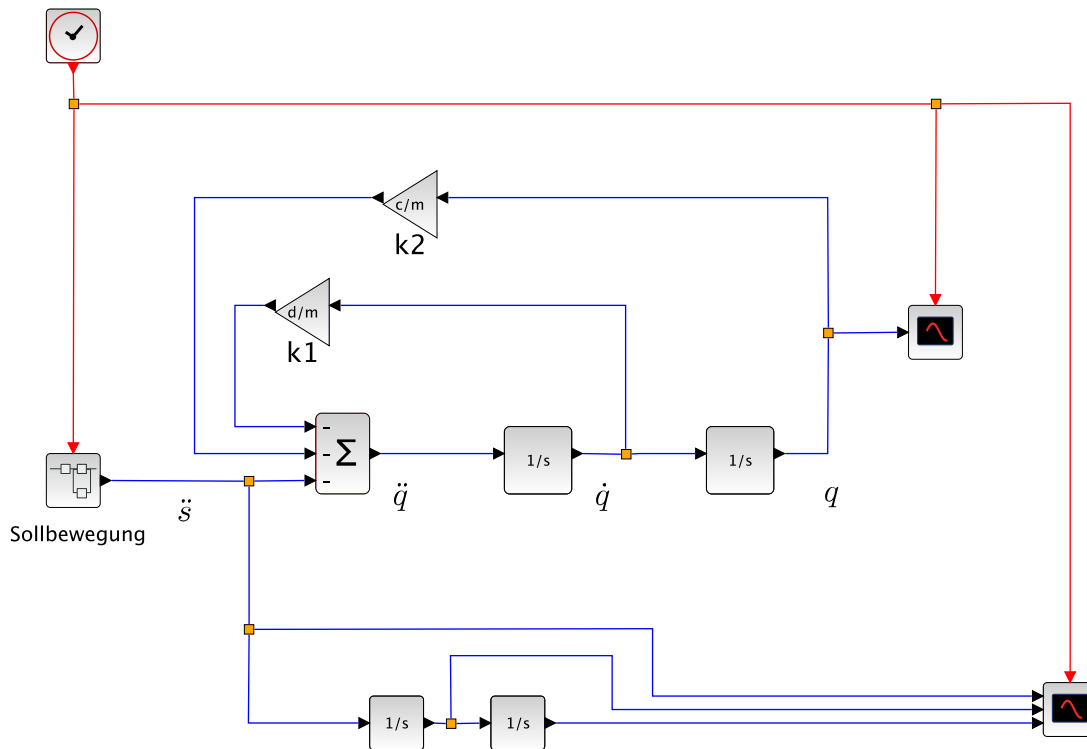 c/m
k2
d/m
k1
-
-
-
Σ
1/s
1/s
s̈
q̈
q̇
q
Sollbewegung
1/s
1/s